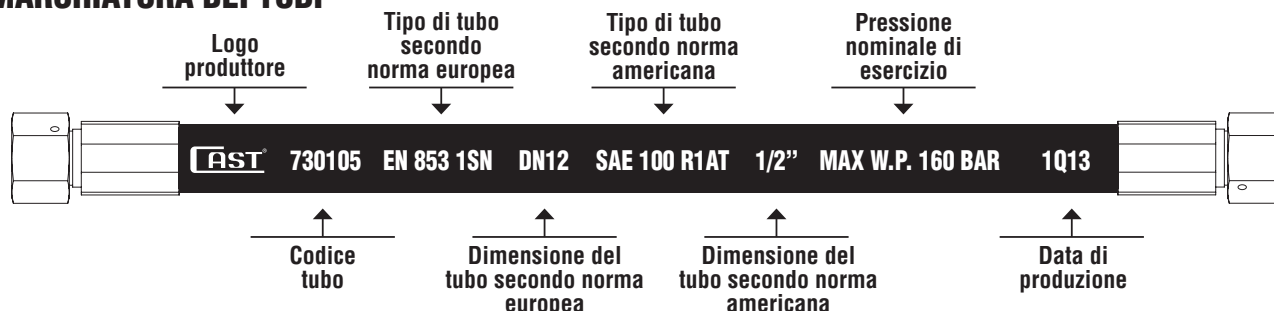 MARCHIATURA DEI TUBI
Logo
produttore
Tipo di tubo
secondo
norma europea
Tipo di tubo
secondo norma
americana
Pressione
nominale di
esercizio
CAST® 730105 EN 853 1SN DN12 SAE 100 R1AT 1/2” MAX W.P. 160 BAR 1Q13
Codice
tubo
Dimensione del
tubo secondo norma
europea
Dimensione del
tubo secondo norma
americana
Data di
produzione